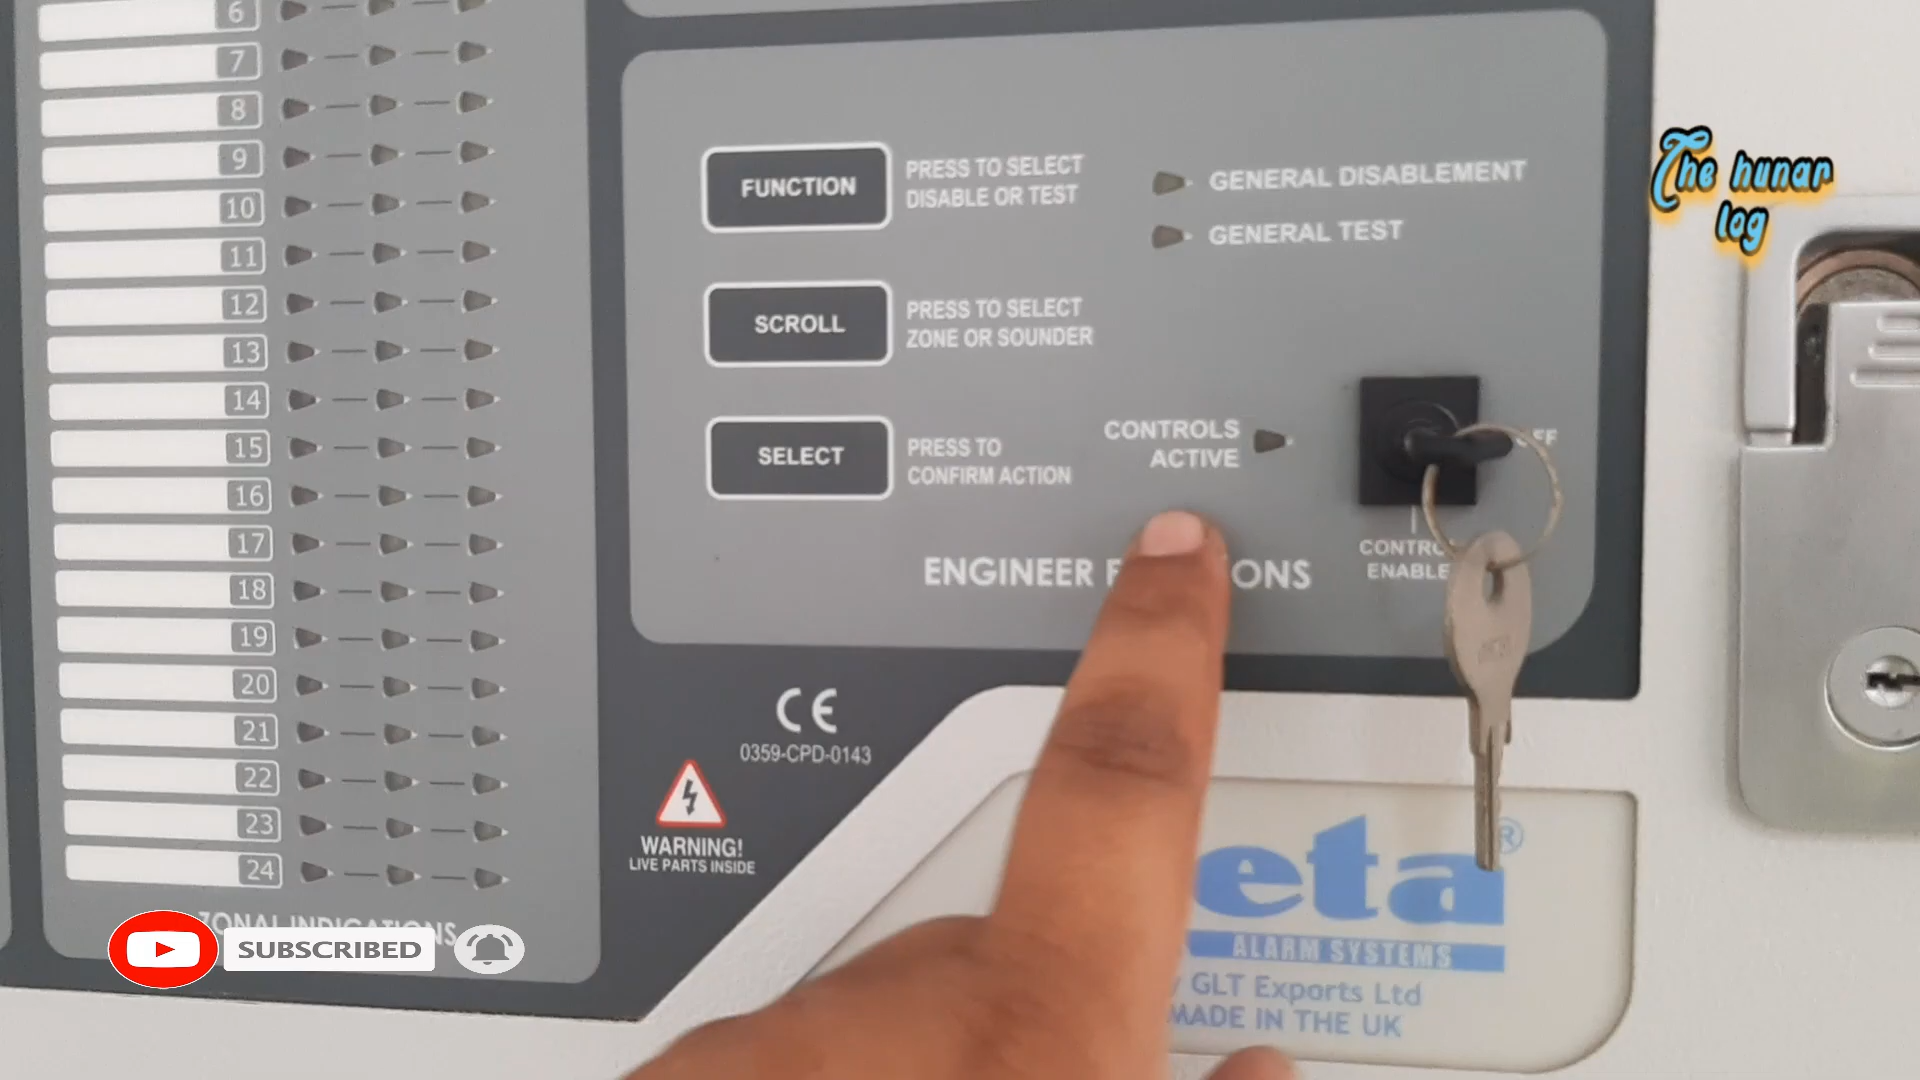 6
7
8
9
10
11
12
13
14
15
16
17
18
19
20
21
22
23
24
ZONAL INDICATIONS
FUNCTION
PRESS TO SELECT
DISABLE OR TEST
GENERAL DISABLEMENT
GENERAL TEST
SCROLL
PRESS TO SELECT
ZONE OR SOUNDER
SELECT
PRESS TO
CONFIRM ACTION
CONTROLS
ACTIVE
ENGINEER
CE
0359-CPD-0143
WARNING!
LIVE PARTS INSIDE
eta
®
ALARM SYSTEMS
GLT Exports Ltd
MADE IN THE UK
The hunar
log
SUBSCRIBED